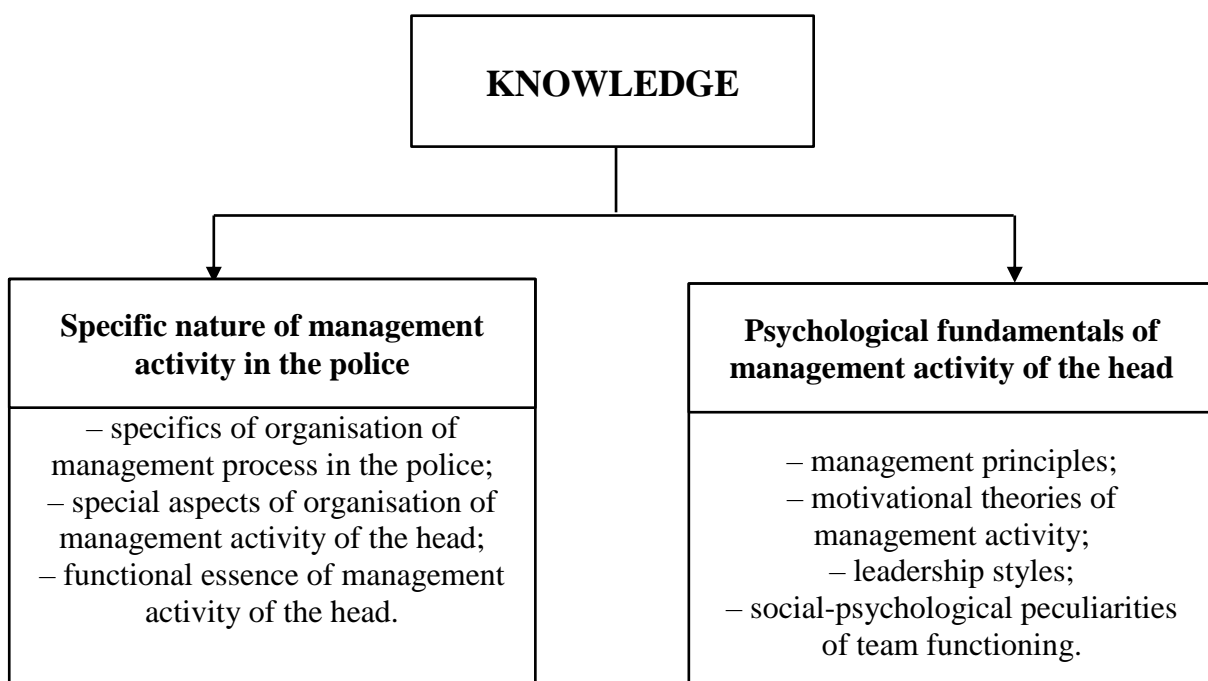 KNOWLEDGE
Specific nature of management
activity in the police
– specifics of organisation of
management process in the police;
– special aspects of organisation of
management activity of the head;
– functional essence of management
activity of the head.
Psychological fundamentals of
management activity of the head
– management principles;
– motivational theories of
management activity;
– leadership styles;
– social-psychological peculiarities
of team functioning.